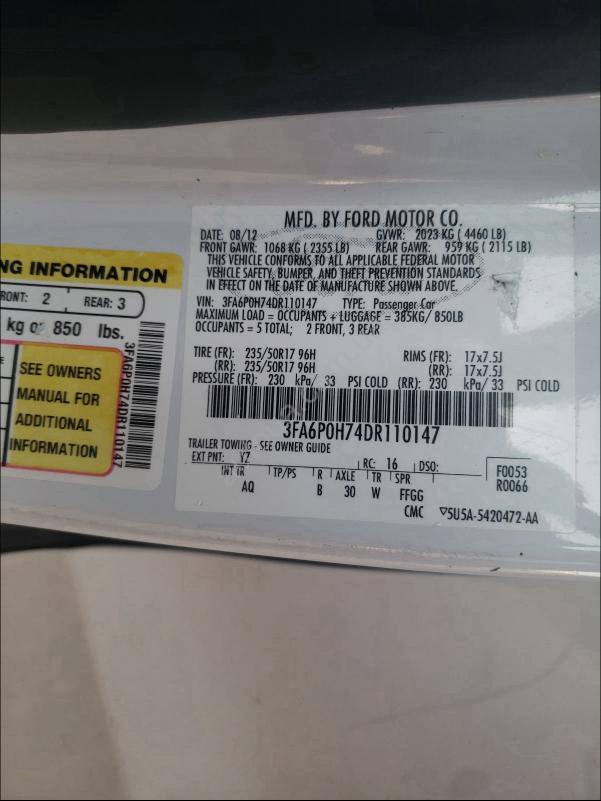 MFD. BY FORD MOTOR CO.
DATE: 08/12 GVWR: 2023 KG ( 4460 LB)
FRONT GAWR: 1068 KG ( 2355 LB) REAR GAWR: 959 KG ( 2115 LB)
THIS VEHICLE CONFORMS TO ALL APPLICABLE FEDERAL MOTOR
VEHICLE SAFETY, BUMPER, AND THEFT PREVENTION STANDARDS
IN EFFECT ON THE DATE OF MANUFACTURE SHOWN ABOVE.
VIN: 3FA6P0H74DR110147 TYPE: Passenger Car
MAXIMUM LOAD = OCCUPANTS + LUGGAGE = 385KG/ 850LB
OCCUPANTS = 5 TOTAL; 2 FRONT, 3 REAR
TIRE (FR): 235/50R17 96H RIMS (FR): 17x7.5J
(RR): 235/50R17 96H (RR): 17x7.5J
PRESSURE (FR): 230 kPa/ 33 PSI COLD (RR): 230 kPa/ 33 PSI COLD
3FA6P0H74DR110147
TRAILER TOWING - SEE OWNER GUIDE
EXT PNT: YZ RC: 16 DSO: F0053
INT TR TP/PS R AXLE TR SPR R0066
AQ B 30 W FFGG
CMC 5U5A-5420472-AA
NG INFORMATION
RONT: 2 REAR: 3
kg or 850 lbs.
SEE OWNERS
MANUAL FOR
ADDITIONAL
INFORMATION
3FA6P0H74DR110147